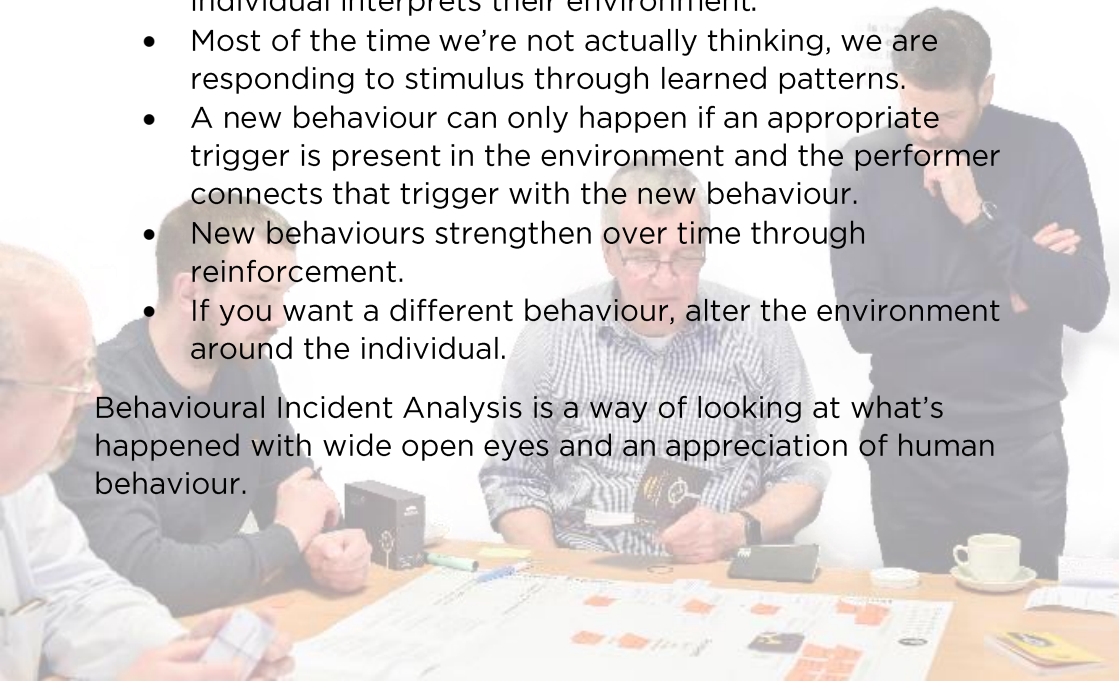 individual interprets their environment.
• Most of the time we’re not actually thinking, we are
responding to stimulus through learned patterns.
• A new behaviour can only happen if an appropriate
trigger is present in the environment and the performer
connects that trigger with the new behaviour.
• New behaviours strengthen over time through
reinforcement.
• If you want a different behaviour, alter the environment
around the individual.
Behavioural Incident Analysis is a way of looking at what’s
happened with wide open eyes and an appreciation of human
behaviour.